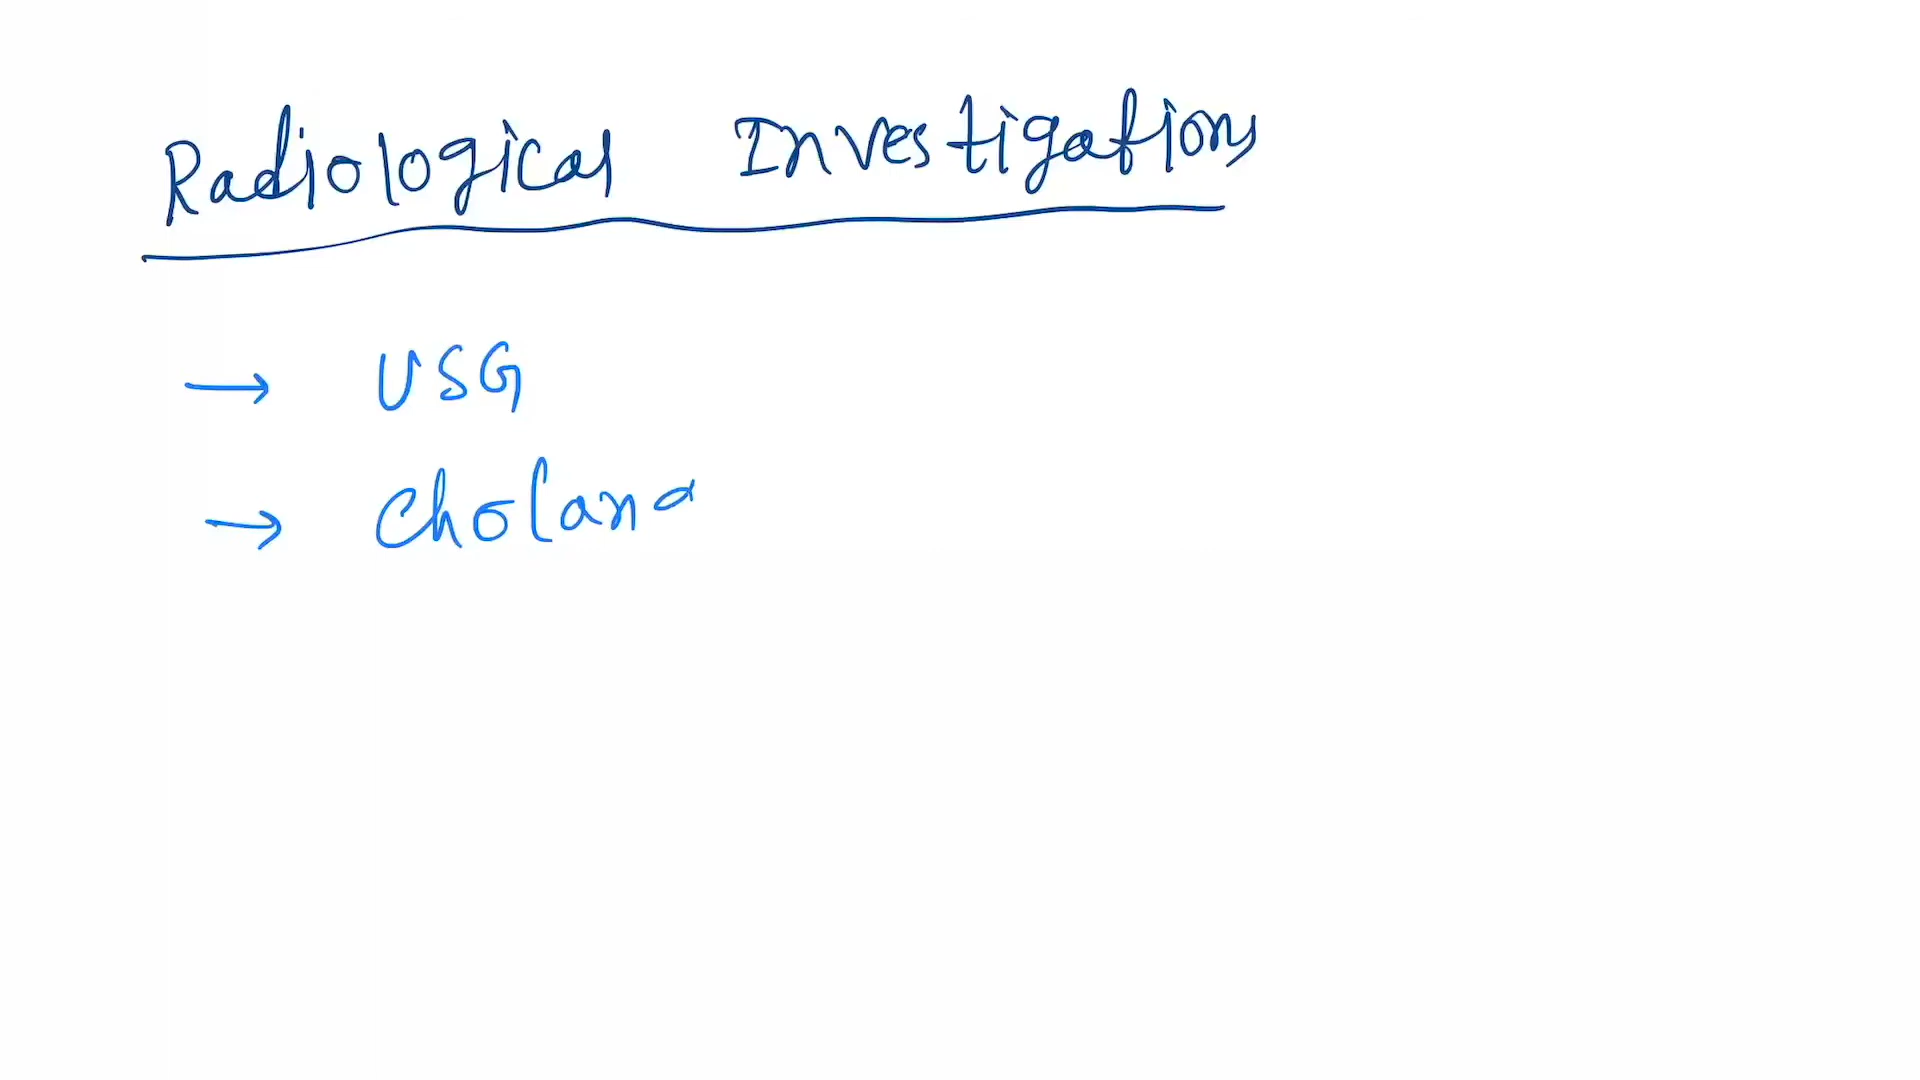 Radiological Investigations
→ USG
→ Cholan